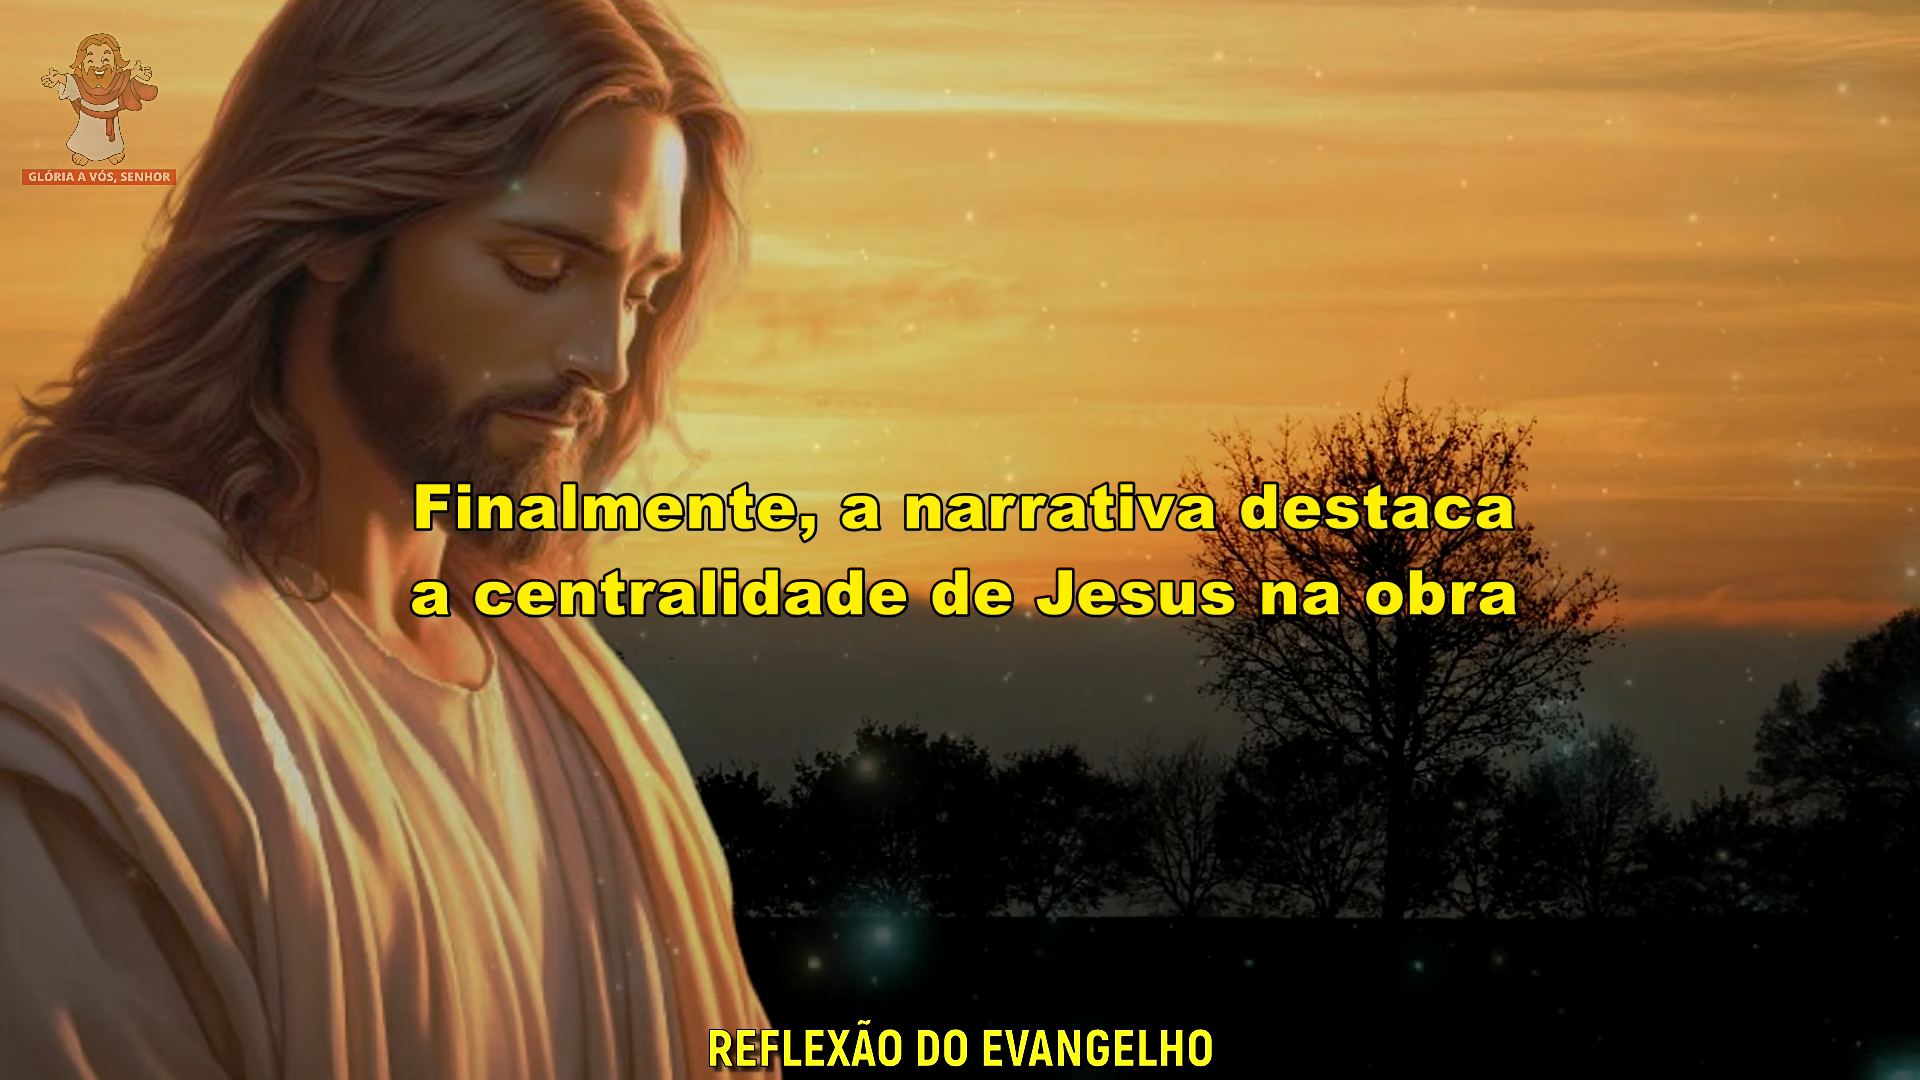 GLÓRIA A VÓS, SENHOR
Finalmente, a narrativa destaca
a centralidade de Jesus na obra
REFLEXÃO DO EVANGELHO